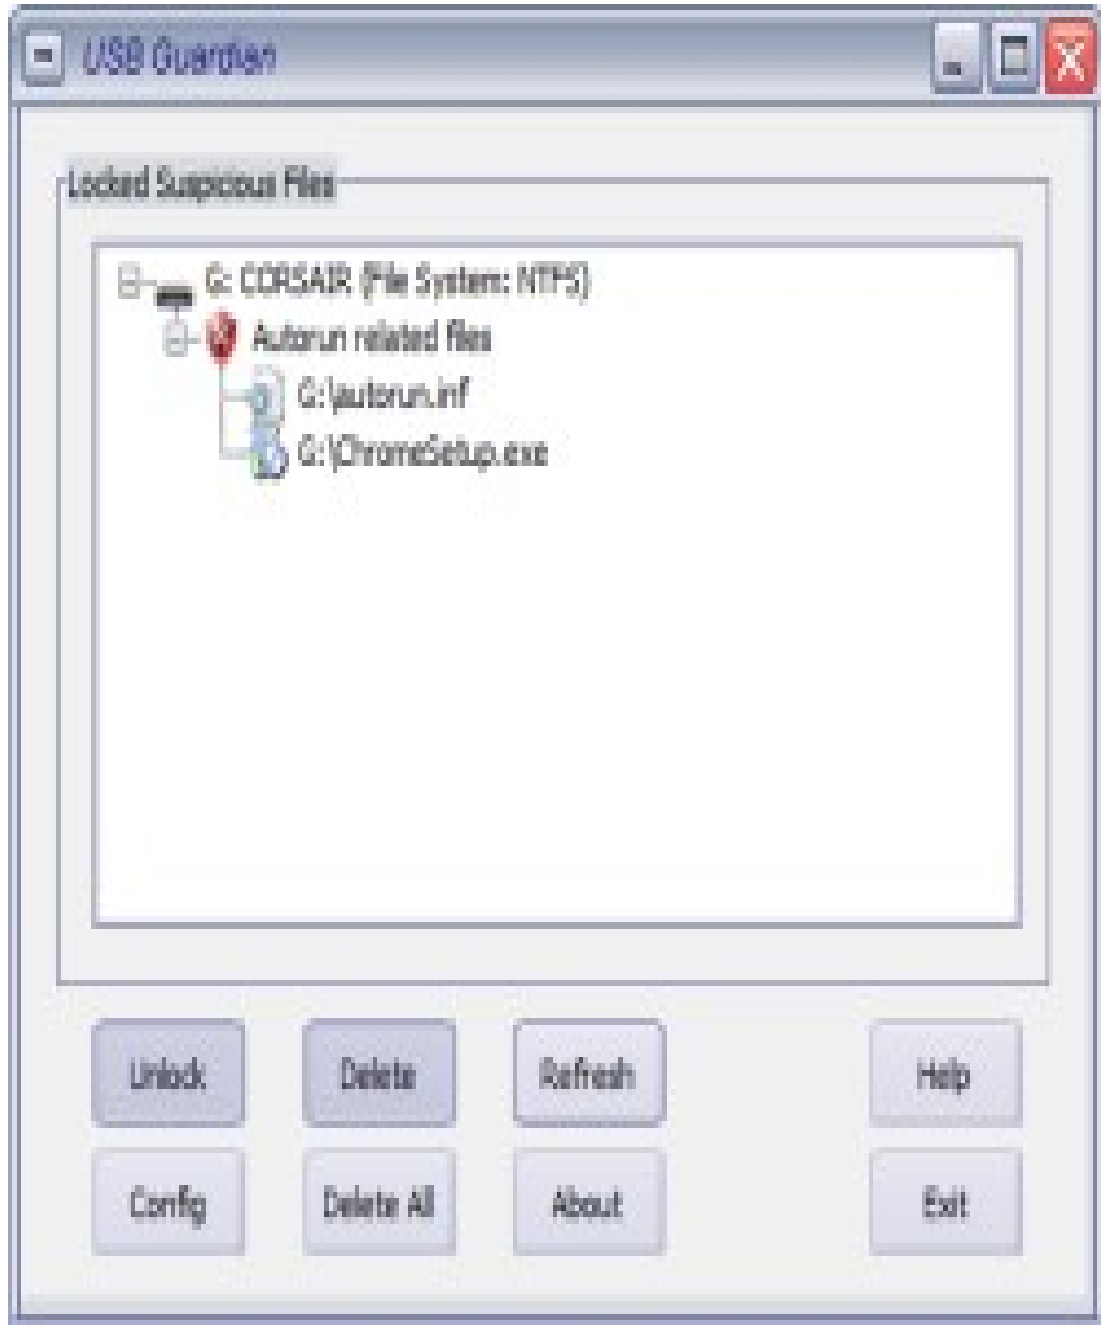 USB Guardian
Locked Suspicious Files
G: CORSAIR (File System: NTFS)
Autorun related files
G:\autorun.inf
G:\ChromeSetup.exe
Unlock Delete Refresh Help
Config Delete All About Exit